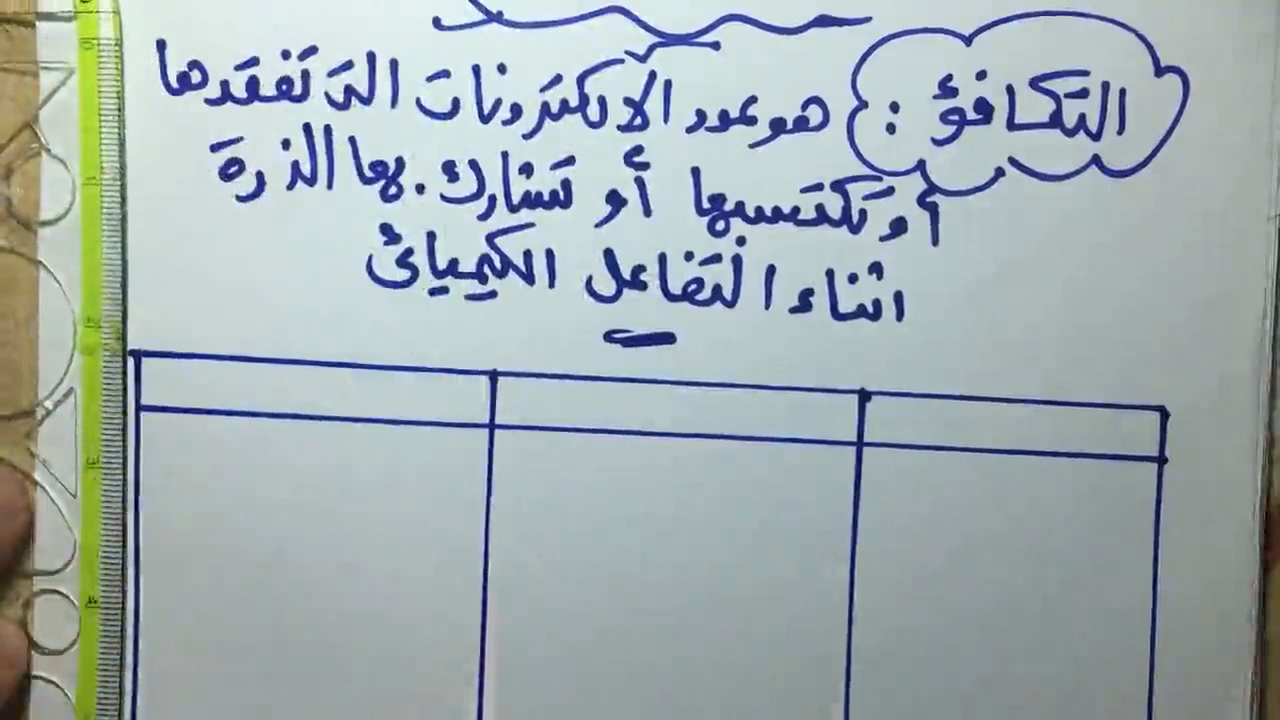 التكافؤ : هو عدد الالكترونات التى تفقدها
أو تكتسبها أو تشارك بها الذرة
اثناء التفاعل الكيميائى